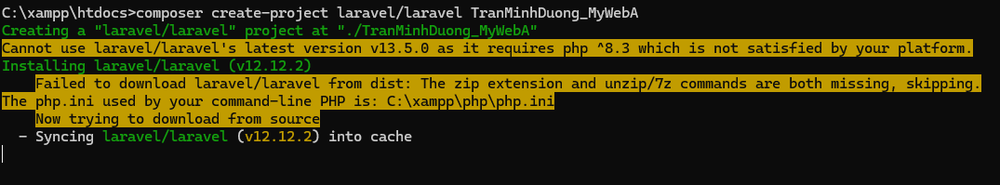 C:\xampp\htdocs>composer create-project laravel/laravel TranMinhDuong_MyWebA
Creating a "laravel/laravel" project at "./TranMinhDuong_MyWebA"
Cannot use laravel/laravel's latest version v13.5.0 as it requires php ^8.3 which is not satisfied by your platform.
Installing laravel/laravel (v12.12.2)
    Failed to download laravel/laravel from dist: The zip extension and unzip/7z commands are both missing, skipping.
The php.ini used by your command-line PHP is: C:\xampp\php\php.ini
    Now trying to download from source
  - Syncing laravel/laravel (v12.12.2) into cache